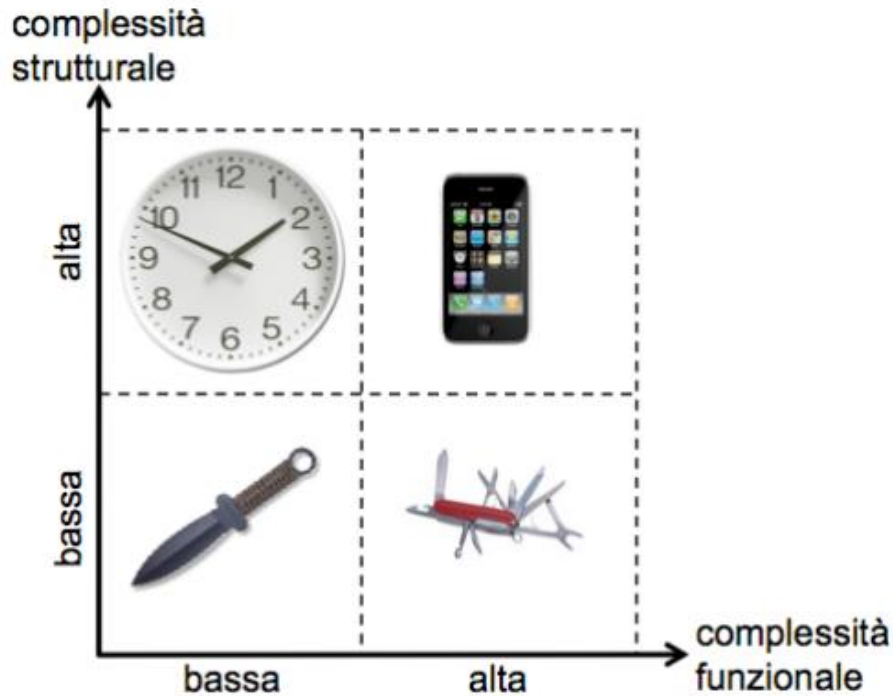 complessità
strutturale
alta
12
11
1
10
2
9
3
8
4
7
5
6
bassa
bassa
alta
complessità
funzionale